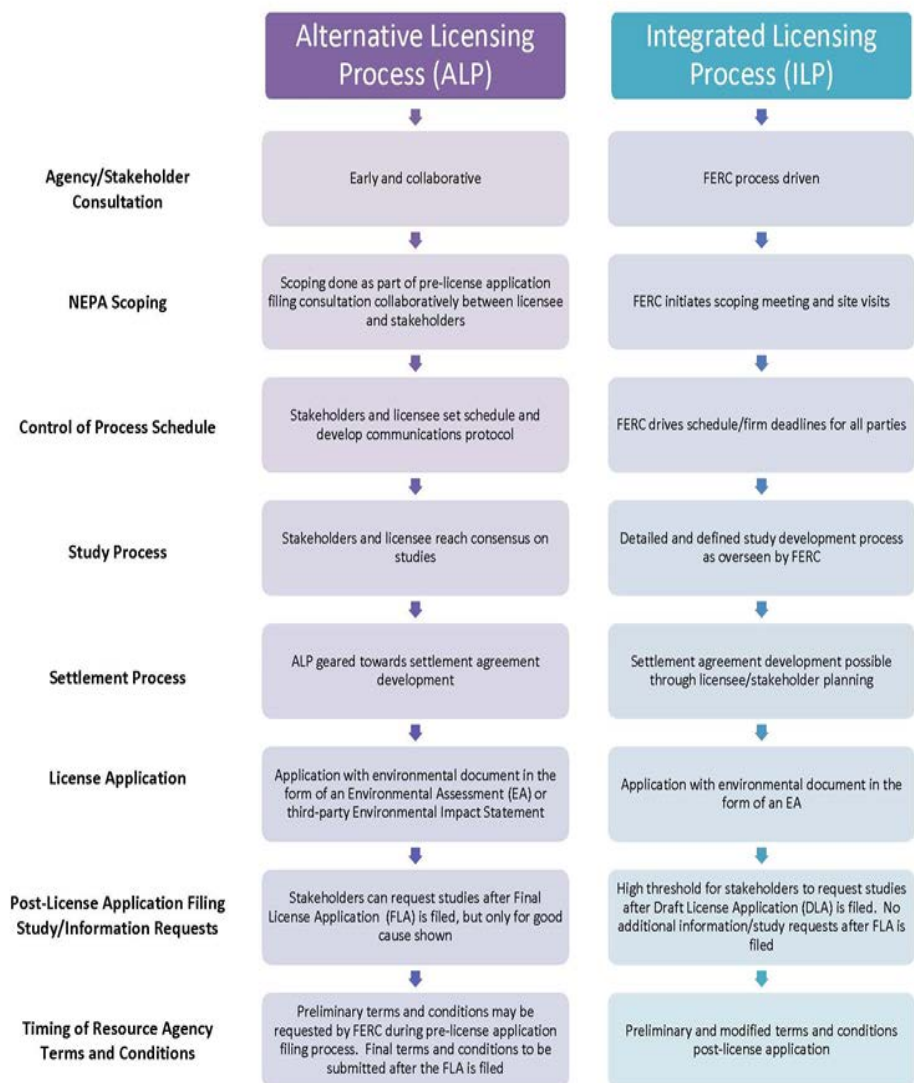 Alternative Licensing
Process (ALP)
Integrated Licensing
Process (ILP)
Agency/Stakeholder
Consultation
Early and collaborative
FERC process driven
NEPA Scoping
Scoping done as part of pre-license application
filing consultation collaboratively between licensee
and stakeholders
FERC initiates scoping meeting and site visits
Control of Process Schedule
Stakeholders and licensee set schedule and
develop communications protocol
FERC drives schedule/firm deadlines for all parties
Study Process
Stakeholders and licensee reach consensus on
studies
Detailed and defined study development process
as overseen by FERC
Settlement Process
ALP geared towards settlement agreement
development
Settlement agreement development possible
through licensee/stakeholder planning
License Application
Application with environmental document in the
form of an Environmental Assessment (EA) or
third-party Environmental Impact Statement
Application with environmental document in the
form of an EA
Post-License Application Filing
Study/Information Requests
Stakeholders can request studies after Final
License Application (FLA) is filed, but only for good
cause shown
High threshold for stakeholders to request studies
after Draft License Application (DLA) is filed. No
additional information/study requests after FLA is
filed
Timing of Resource Agency
Terms and Conditions
Preliminary terms and conditions may be
requested by FERC during pre-license application
filing process. Final terms and conditions to be
submitted after the FLA is filed
Preliminary and modified terms and conditions
post-license application